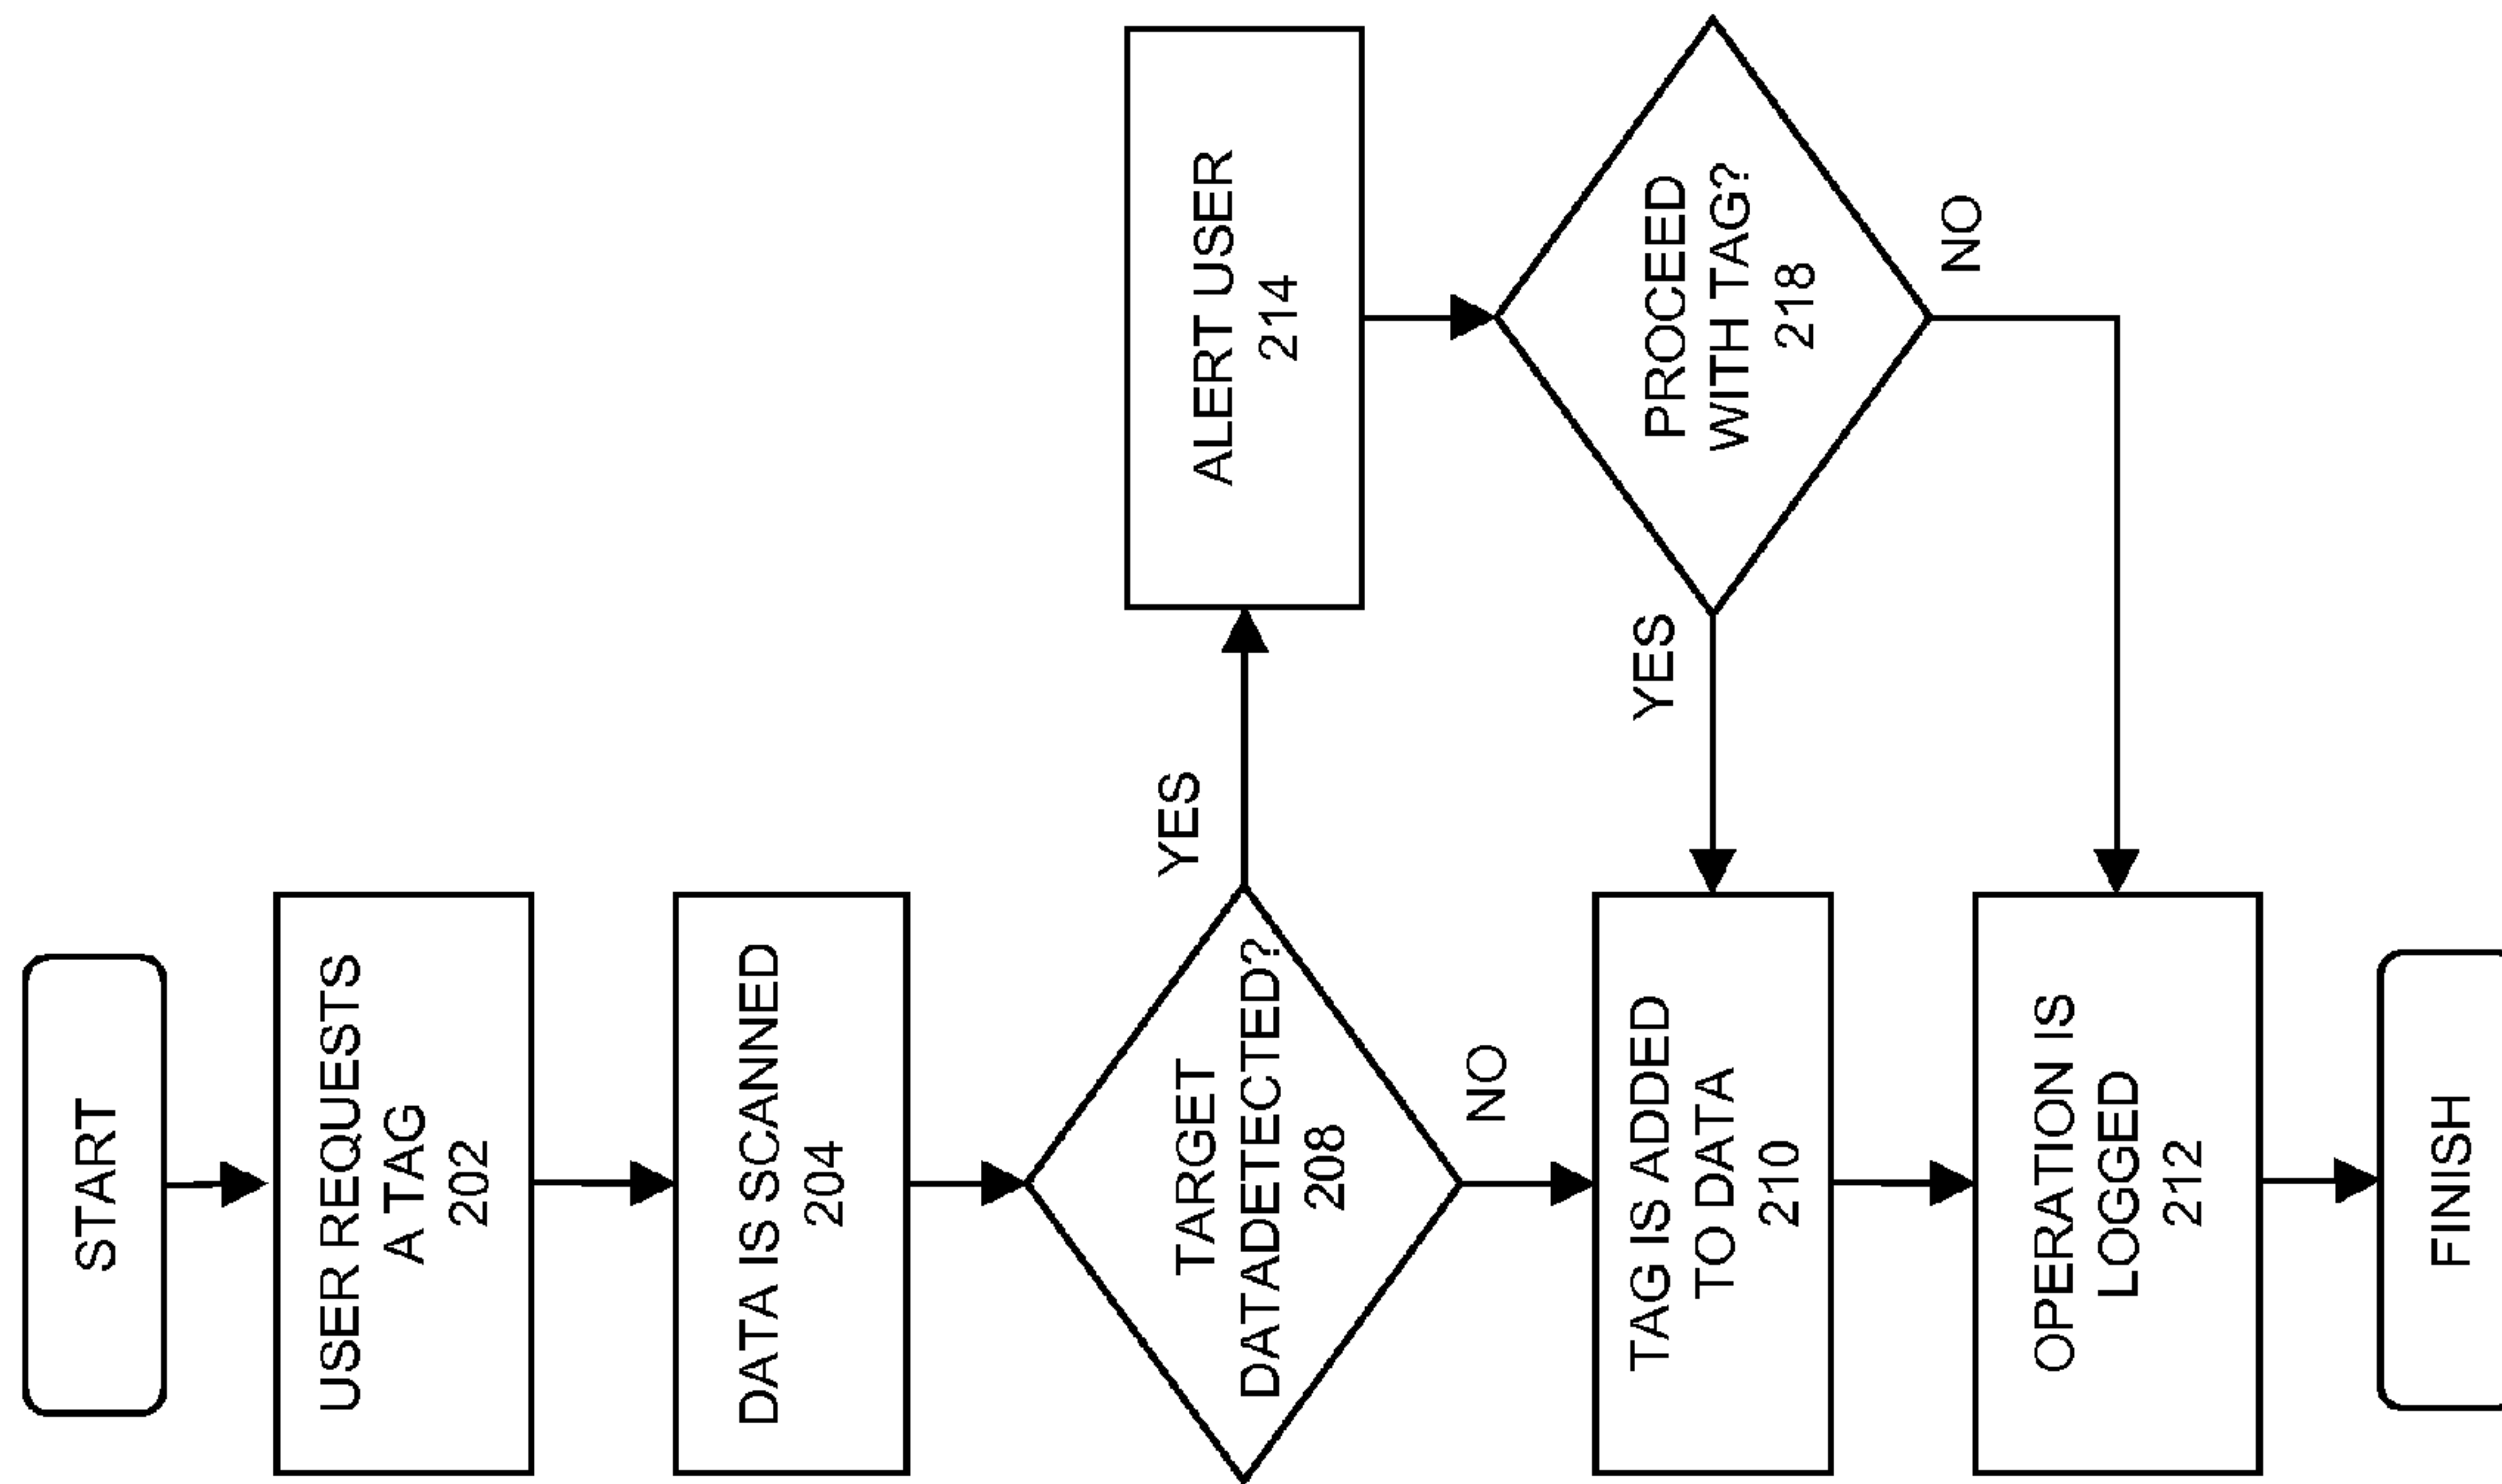 START
USER REQUESTS
A TAG
202
DATA IS SCANNED
204
TARGET
DATADETECTED?
208
YES
NO
ALERT USER
214
PROCEED
WITH TAG?
218
YES
NO
TAG IS ADDED
TO DATA
210
OPERATION IS
LOGGED
212
FINISH